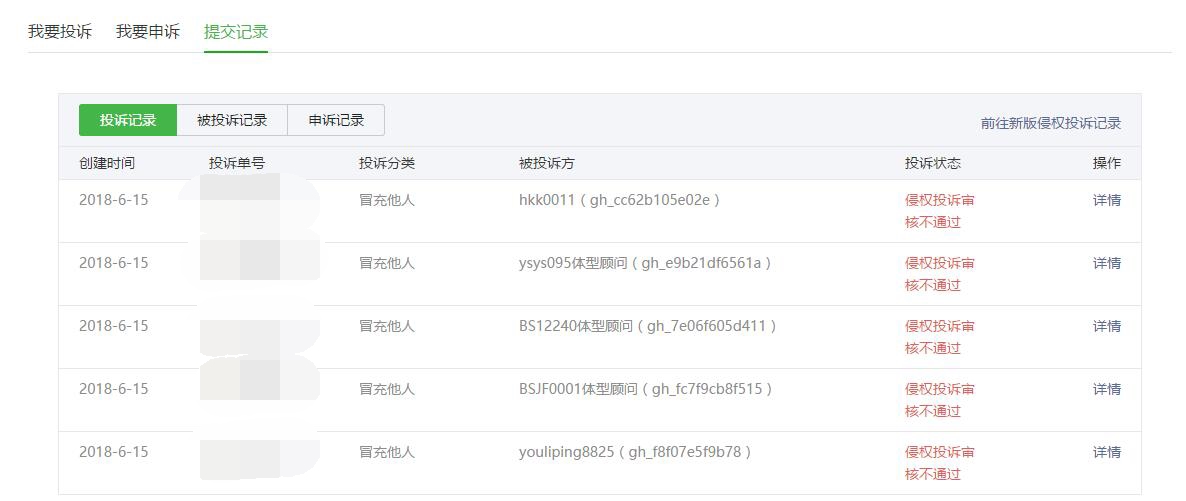 我要投诉 我要申诉 提交记录
投诉记录 被投诉记录 申诉记录 前往新版侵权投诉记录
创建时间 投诉单号 投诉分类 被投诉方 投诉状态 操作
2018-6-15 冒充他人 hkk0011（gh_cc62b105e02e） 侵权投诉审 详情
核不通过
2018-6-15 冒充他人 ysys095体型顾问（gh_e9b21df6561a） 侵权投诉审 详情
核不通过
2018-6-15 冒充他人 BS12240体型顾问（gh_7e06f605d411） 侵权投诉审 详情
核不通过
2018-6-15 冒充他人 BSJF0001体型顾问（gh_fc7f9cb8f515） 侵权投诉审 详情
核不通过
2018-6-15 冒充他人 youliping8825（gh_f8f07e5f9b78） 侵权投诉审 详情
核不通过